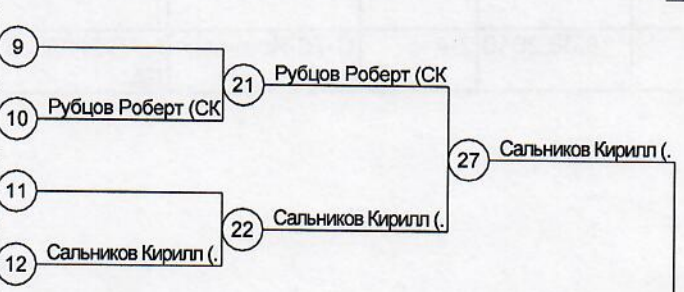 9
Рубцов Роберт (СК
21
10
Рубцов Роберт (СК
27
Сальников Кирилл (.
11
Сальников Кирилл (.
22
12
Сальников Кирилл (.